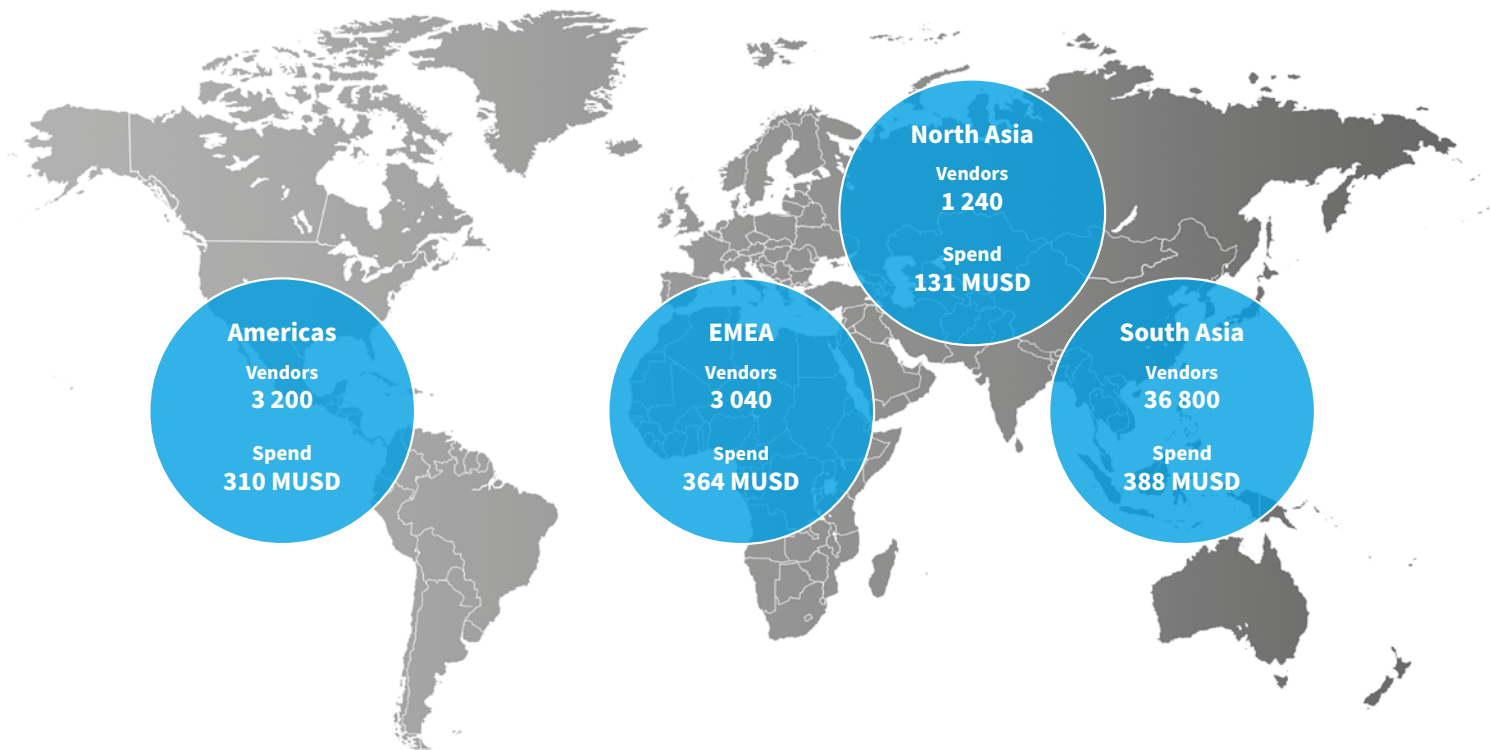 North Asia
Vendors
1 240
Spend
131 MUSD
Americas
Vendors
3 200
Spend
310 MUSD
EMEA
Vendors
3 040
Spend
364 MUSD
South Asia
Vendors
36 800
Spend
388 MUSD